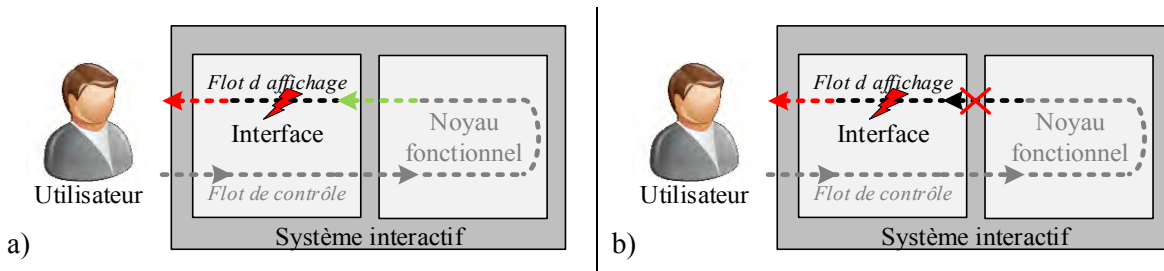 Flot d affichage
Interface
Noyau
fonctionnel
Utilisateur
Flot de contrôle
Système interactif
a)
Flot d affichage
Interface
Noyau
fonctionnel
Utilisateur
Flot de contrôle
Système interactif
b)